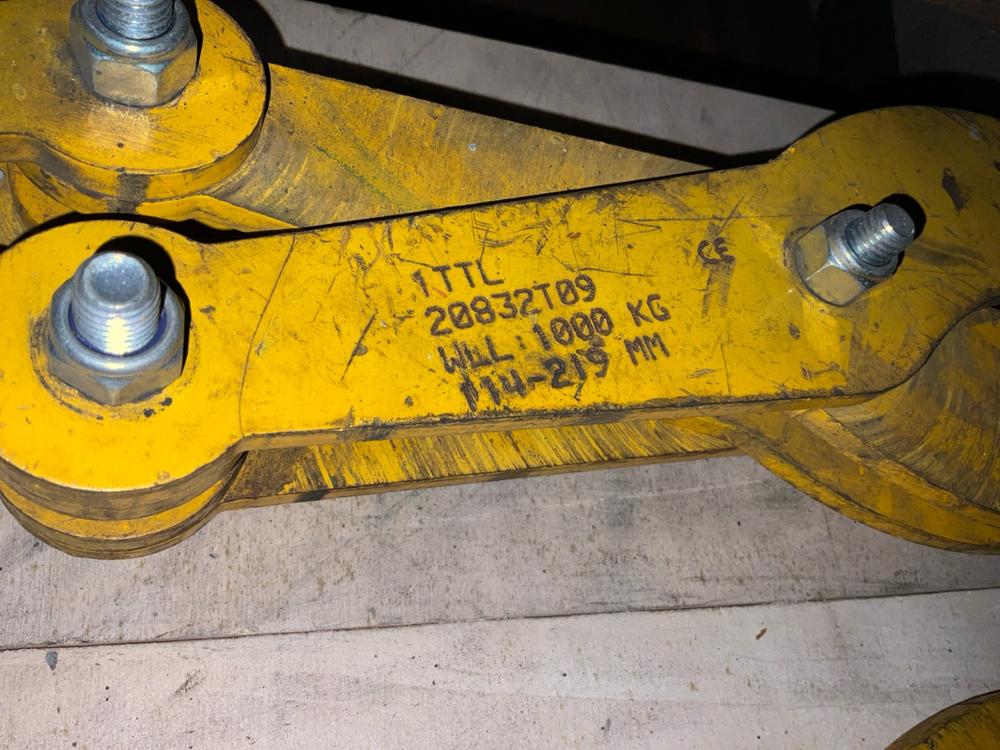 1TTL
20832T09
WLL:1000 KG
114-219 MM
CE